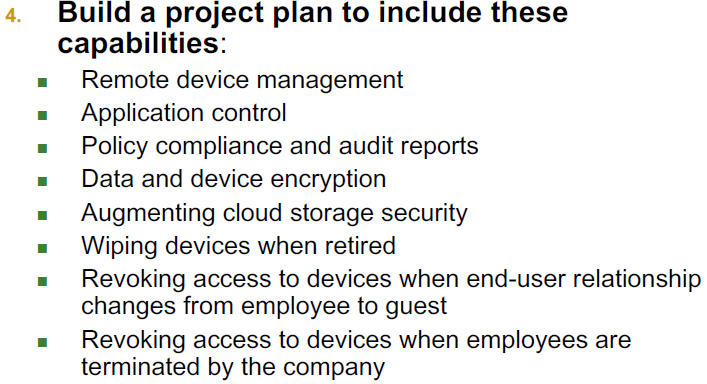 4. Build a project plan to include these
capabilities:
■ Remote device management
■ Application control
■ Policy compliance and audit reports
■ Data and device encryption
■ Augmenting cloud storage security
■ Wiping devices when retired
■ Revoking access to devices when end-user relationship
changes from employee to guest
■ Revoking access to devices when employees are
terminated by the company